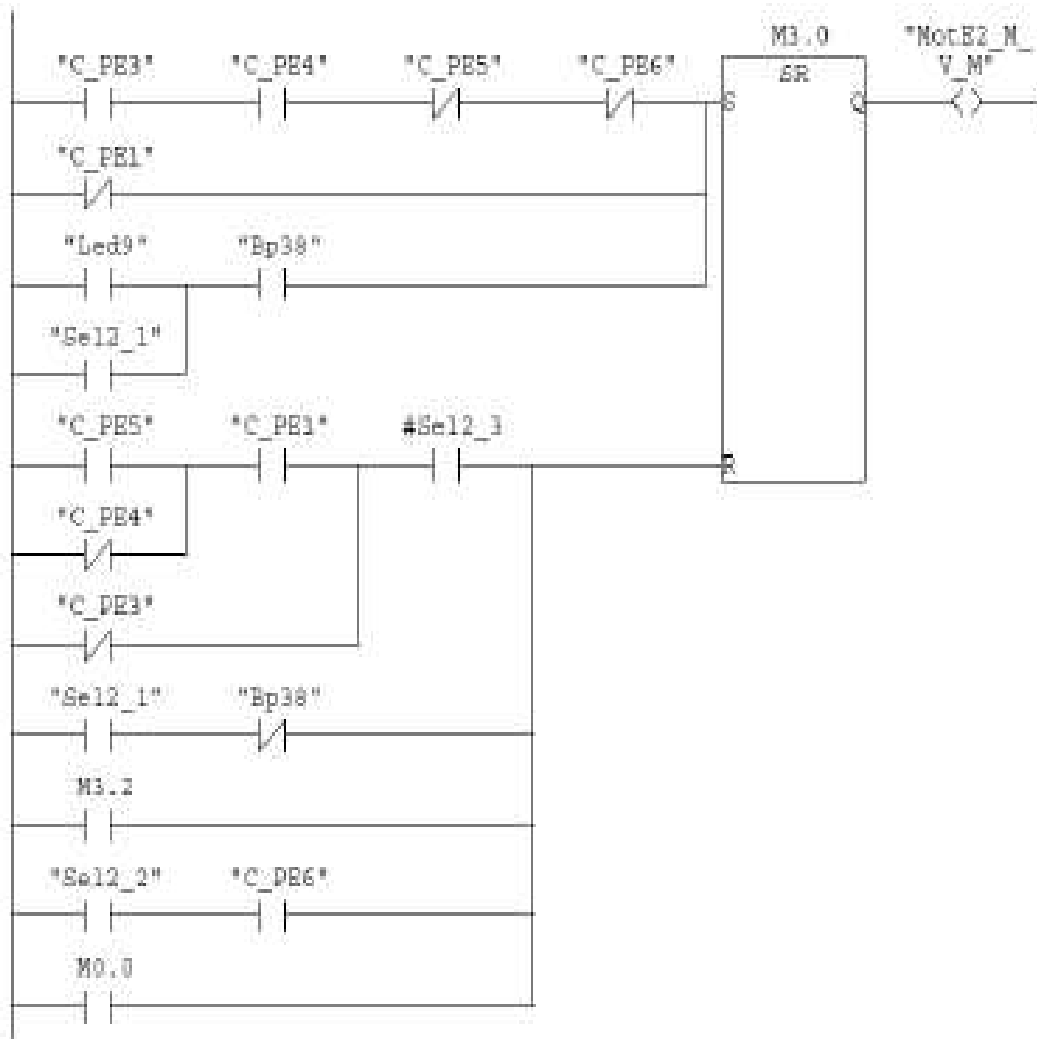 M3.0
"MotE2_M_
V_M"
"C_PE3"
"C_PE4"
"C_PE5"
"C_PE6"
SR
S
Q
"C_PE1"
"Led9"
"Bp38"
"Sel2_1"
"C_PE5"
"C_PE1"
#Sel2_3
R
"C_PE4"
"C_PE3"
"Sel2_1"
"Bp38"
M3.2
"Sel2_2"
"C_PE6"
M0.0